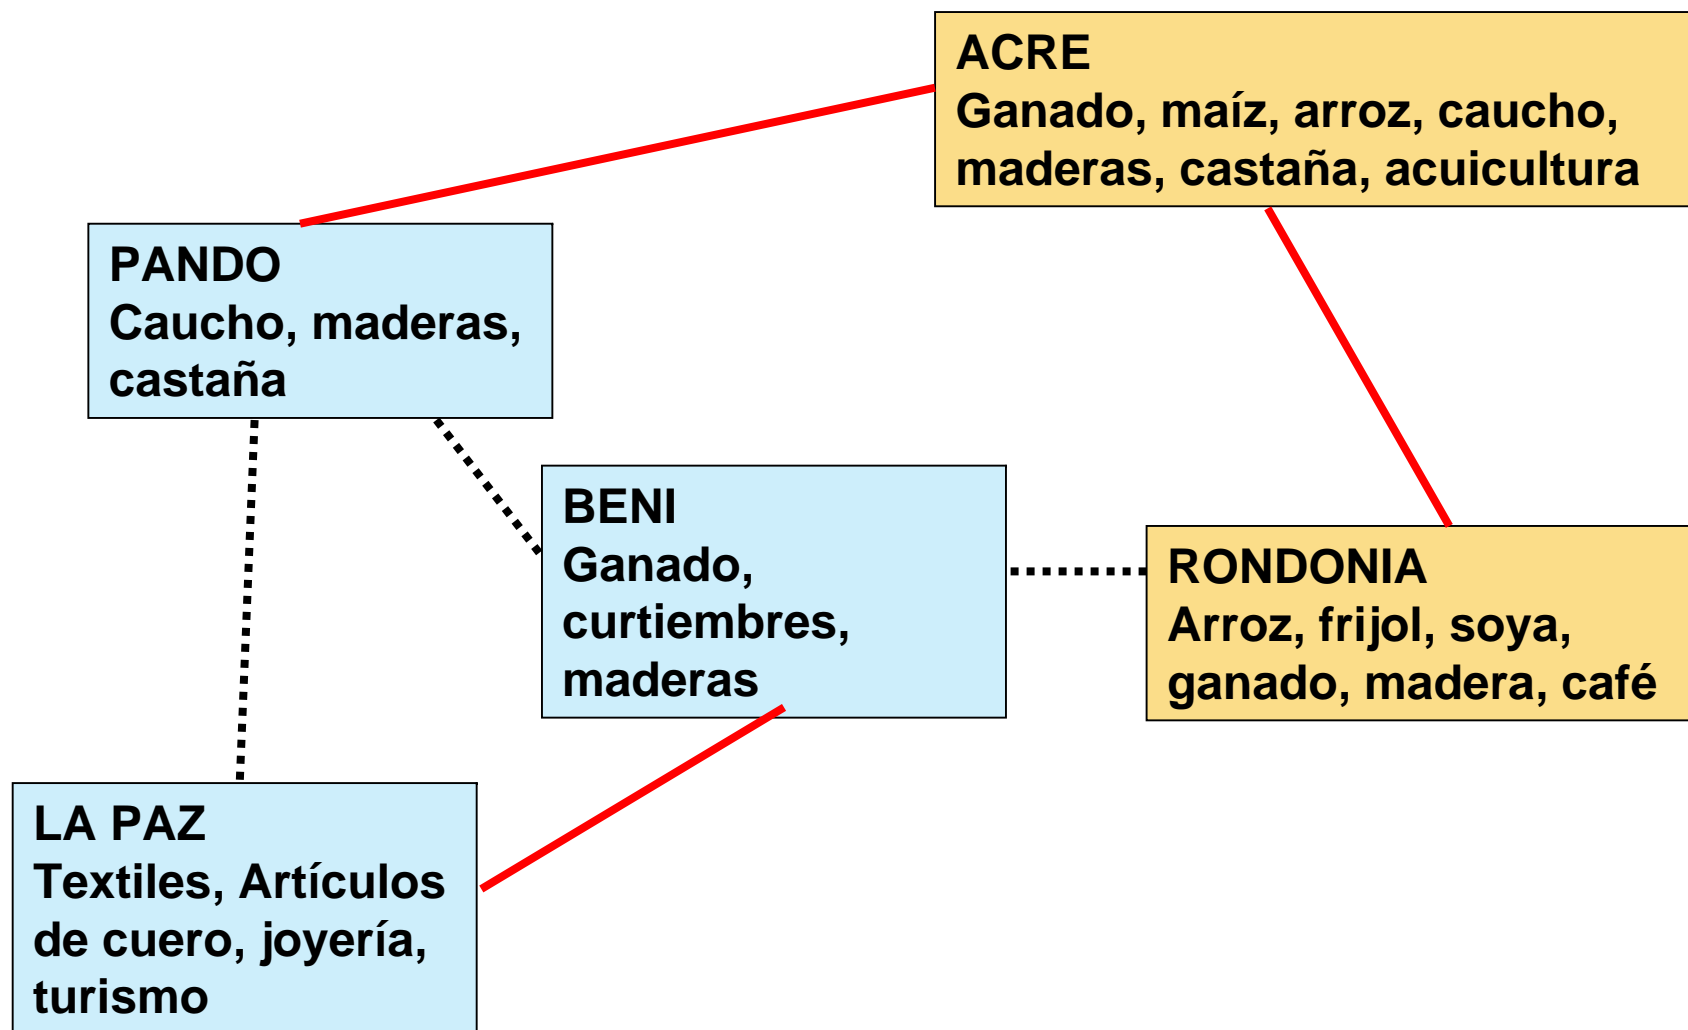 ACRE
Ganado, maíz, arroz, caucho,
maderas, castaña, acuicultura
PANDO
Caucho, maderas,
castaña
BENI
Ganado,
curtiembres,
maderas
RONDONIA
Arroz, frijol, soya,
ganado, madera, café
LA PAZ
Textiles, Artículos
de cuero, joyería,
turismo